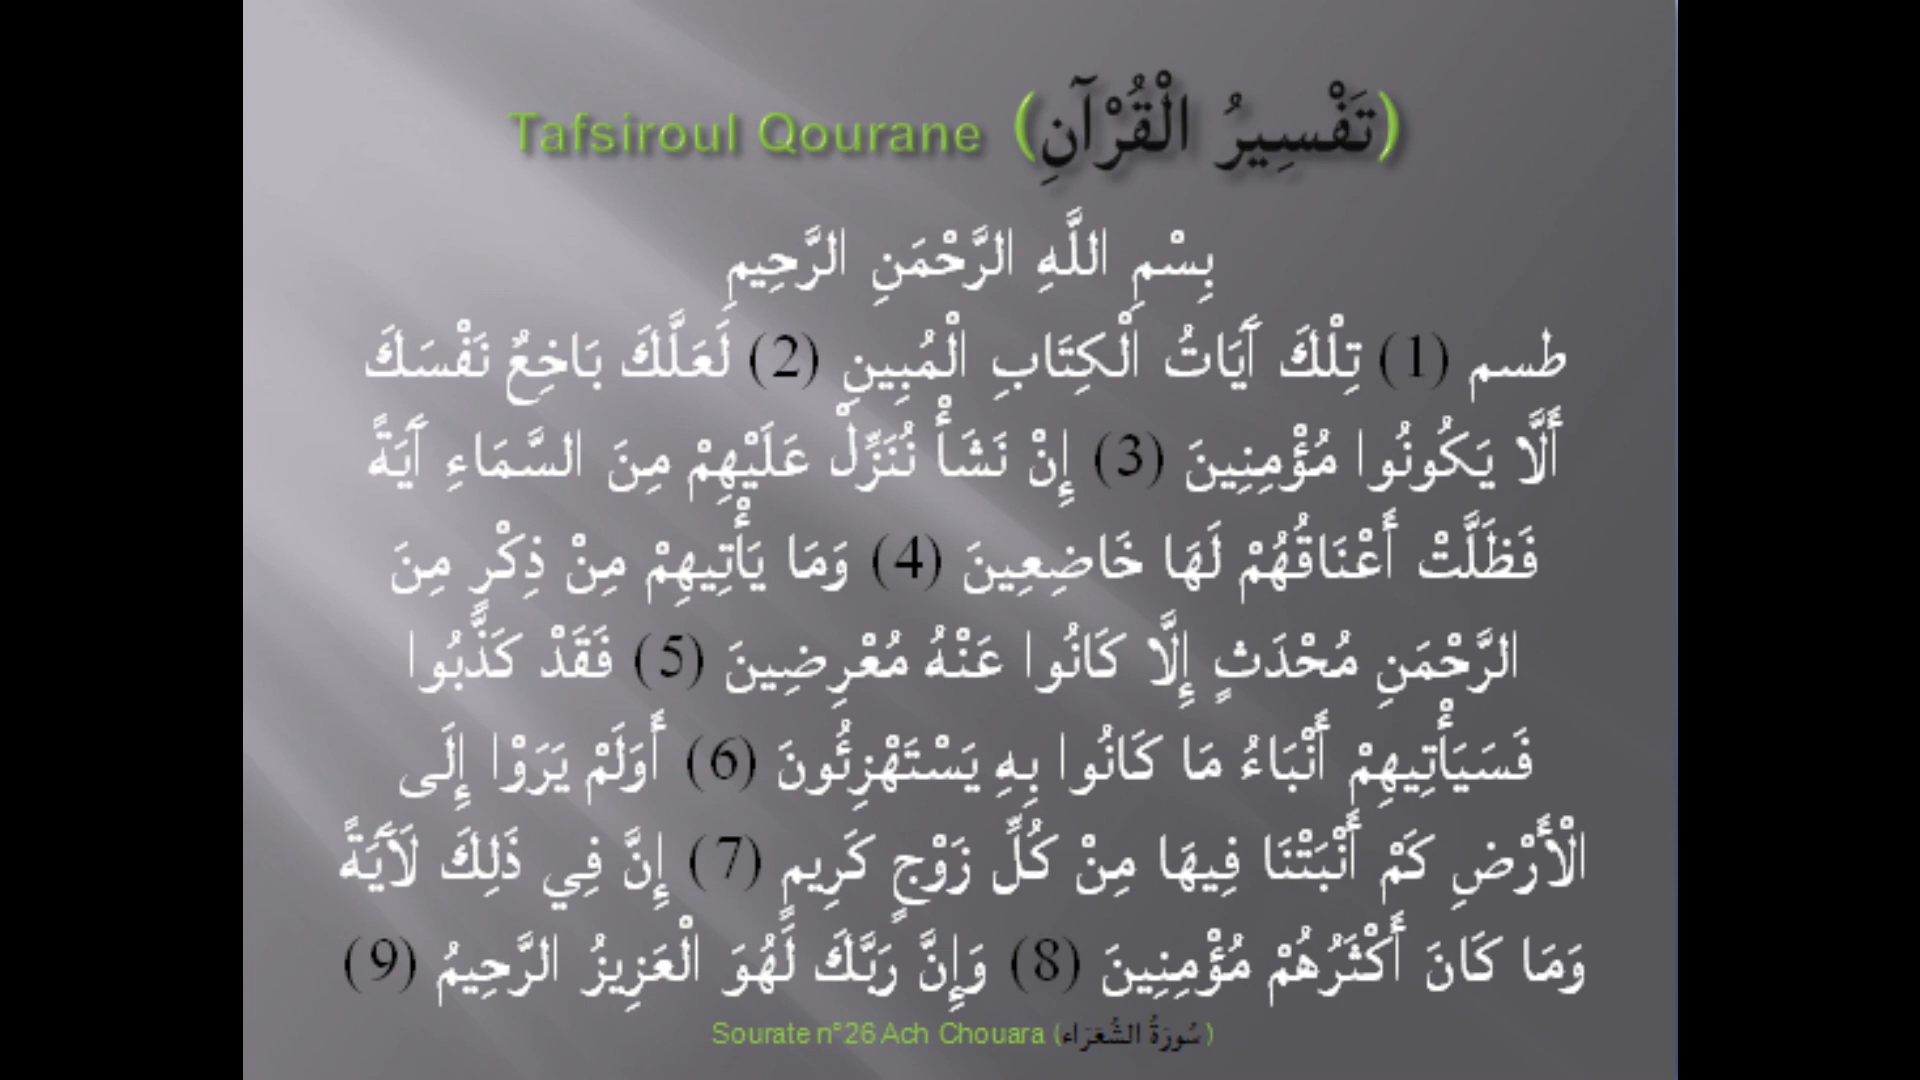 Tafsiroul Qourane (تَفْسِيرُ الْقُرْآنِ)
بِسْمِ اللَّهِ الرَّحْمَنِ الرَّحِيمِ
طسم (1) تِلْكَ آَيَاتُ الْكِتَابِ الْمُبِينِ (2) لَعَلَّكَ بَاخِعٌ نَفْسَكَ
أَلَّا يَكُونُوا مُؤْمِنِينَ (3) إِنْ نَشَأْ نُنَزِّلْ عَلَيْهِمْ مِنَ السَّمَاءِ آَيَةً
فَظَلَّتْ أَعْنَاقُهُمْ لَهَا خَاضِعِينَ (4) وَمَا يَأْتِيهِمْ مِنْ ذِكْرٍ مِنَ
الرَّحْمَنِ مُحْدَثٍ إِلَّا كَانُوا عَنْهُ مُعْرِضِينَ (5) فَقَدْ كَذَّبُوا
فَسَيَأْتِيهِمْ أَنْبَاءُ مَا كَانُوا بِهِ يَسْتَهْزِئُونَ (6) أَوَلَمْ يَرَوْا إِلَى
الْأَرْضِ كَمْ أَنْبَتْنَا فِيهَا مِنْ كُلِّ زَوْجٍ كَرِيمٍ (7) إِنَّ فِي ذَلِكَ لَآَيَةً
وَمَا كَانَ أَكْثَرُهُمْ مُؤْمِنِينَ (8) وَإِنَّ رَبَّكَ لَهُوَ الْعَزِيزُ الرَّحِيمُ (9)
Sourate n°26 Ach Chouara (سُورَةُ الشُّعَرَاء)